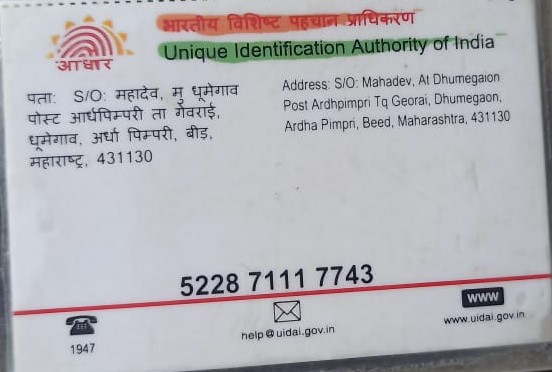 भारतीय विशिष्ट पहचान प्राधिकरण
Unique Identification Authority of India
आधार
पता: S/O: महादेव, मु धूमेगाव
पोस्ट आर्धपिम्परी ता गेवराई,
धूमेगाव, अर्धा पिम्परी, बीड़,
महाराष्ट्र, 431130
Address: S/O: Mahadev, At Dhumegaion
Post Ardhpimpri Tq Georai, Dhumegaon,
Ardha Pimpri, Beed, Maharashtra, 431130
5228 7111 7743
1947
help@uidai.gov.in
www
www.uidai.gov.in